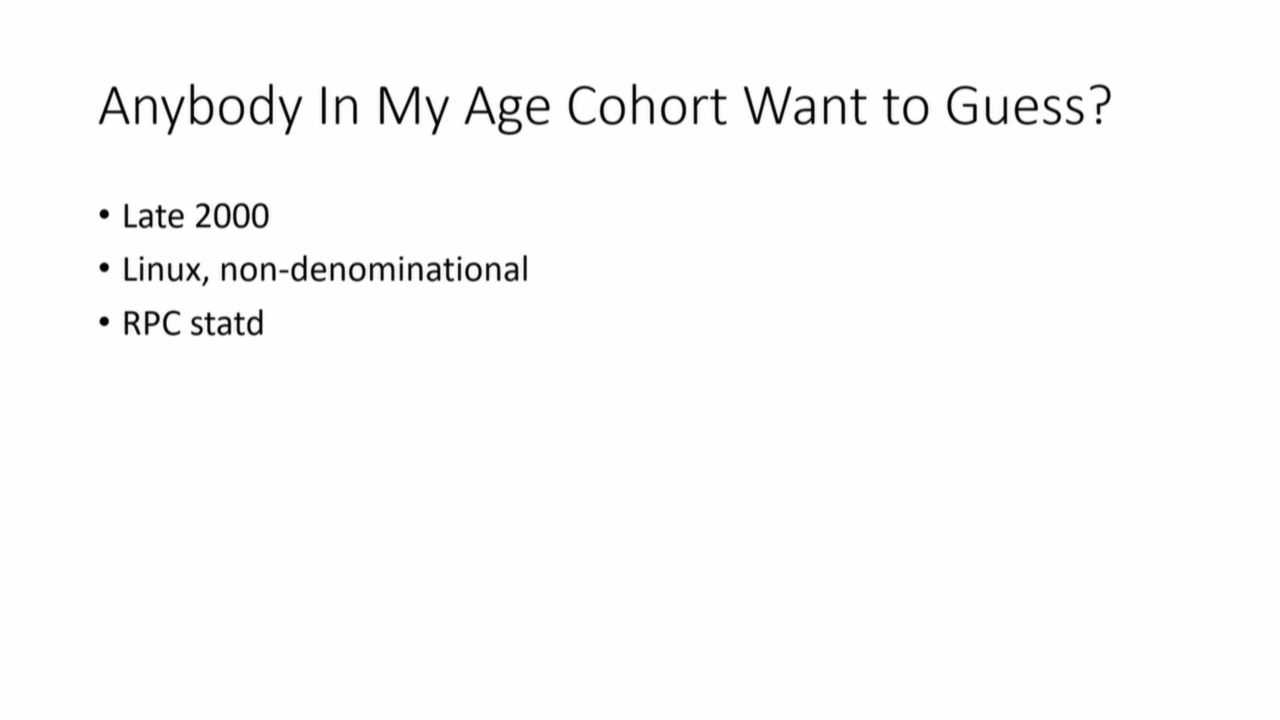 Anybody In My Age Cohort Want to Guess?
• Late 2000
• Linux, non-denominational
• RPC statd